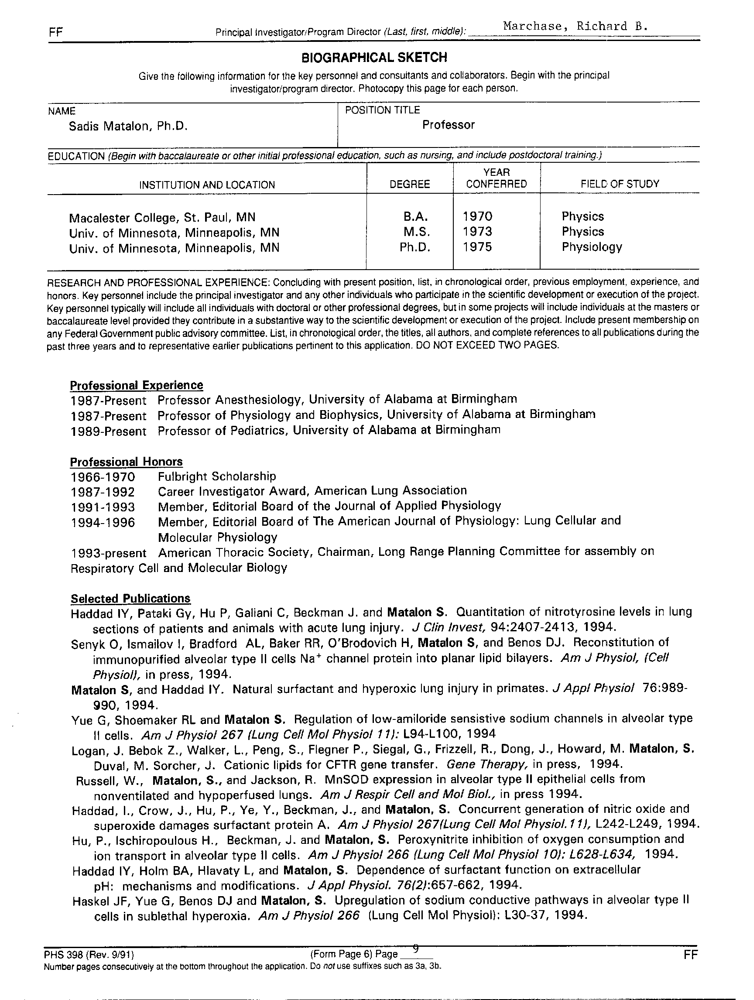 FF Principal Investigator/Program Director (Last, first, middle): Marchase, Richard B.
BIOGRAPHICAL SKETCH
Give the following information for the key personnel and consultants and collaborators. Begin with the principal
investigator/program director. Photocopy this page for each person.
NAME POSITION TITLE
Sadis Matalon, Ph.D. Professor
EDUCATION (Begin with baccalaureate or other initial professional education, such as nursing, and include postdoctoral training.)
INSTITUTION AND LOCATION DEGREE YEAR CONFERRED FIELD OF STUDY
Macalester College, St. Paul, MN B.A. 1970 Physics
Univ. of Minnesota, Minneapolis, MN M.S. 1973 Physics
Univ. of Minnesota, Minneapolis, MN Ph.D. 1975 Physiology
RESEARCH AND PROFESSIONAL EXPERIENCE: Concluding with present position, list, in chronological order, previous employment, experience, and
honors. Key personnel include the principal investigator and any other individuals who participate in the scientific development or execution of the project.
Key personnel typically will include all individuals with doctoral or other professional degrees, but in some projects will include individuals at the masters or
baccalaureate level provided they contribute in a substantive way to the scientific development or execution of the project. Include present membership on
any Federal Government public advisory committee. List, in chronological order, the titles, all authors, and complete references to all publications during the
past three years and to representative earlier publications pertinent to this application. DO NOT EXCEED TWO PAGES.
Professional Experience
1987-Present Professor Anesthesiology, University of Alabama at Birmingham
1987-Present Professor of Physiology and Biophysics, University of Alabama at Birmingham
1989-Present Professor of Pediatrics, University of Alabama at Birmingham
Professional Honors
1966-1970 Fulbright Scholarship
1987-1992 Career Investigator Award, American Lung Association
1991-1993 Member, Editorial Board of the Journal of Applied Physiology
1994-1996 Member, Editorial Board of The American Journal of Physiology: Lung Cellular and
Molecular Physiology
1993-present American Thoracic Society, Chairman, Long Range Planning Committee for assembly on
Respiratory Cell and Molecular Biology
Selected Publications
Haddad IY, Pataki Gy, Hu P, Galiani C, Beckman J. and Matalon S. Quantitation of nitrotyrosine levels in lung
sections of patients and animals with acute lung injury. J Clin Invest, 94:2407-2413, 1994.
Senyk O, Ismailov I, Bradford AL, Baker RR, O'Brodovich H, Matalon S, and Benos DJ. Reconstitution of
immunopurified alveolar type II cells Na+ channel protein into planar lipid bilayers. Am J Physiol, (Cell
Physiol), in press, 1994.
Matalon S, and Haddad IY. Natural surfactant and hyperoxic lung injury in primates. J Appl Physiol 76:989-
990, 1994.
Yue G, Shoemaker RL and Matalon S. Regulation of low-amiloride sensistive sodium channels in alveolar type
II cells. Am J Physiol 267 (Lung Cell Mol Physiol 11): L94-L100, 1994
Logan, J. Bebok Z., Walker, L., Peng, S., Flegner P., Siegal, G., Frizzell, R., Dong, J., Howard, M. Matalon, S.
Duval, M. Sorcher, J. Cationic lipids for CFTR gene transfer. Gene Therapy, in press, 1994.
Russell, W., Matalon, S., and Jackson, R. MnSOD expression in alveolar type II epithelial cells from
nonventilated and hypoperfused lungs. Am J Respir Cell and Mol Biol., in press 1994.
Haddad, I., Crow, J., Hu, P., Ye, Y., Beckman, J., and Matalon, S. Concurrent generation of nitric oxide and
superoxide damages surfactant protein A. Am J Physiol 267(Lung Cell Mol Physiol. 11), L242-L249, 1994.
Hu, P., Ischiropoulous H., Beckman, J. and Matalon, S. Peroxynitrite inhibition of oxygen consumption and
ion transport in alveolar type II cells. Am J Physiol 266 (Lung Cell Mol Physiol 10): L628-L634, 1994.
Haddad IY, Holm BA, Hlavaty L, and Matalon, S. Dependence of surfactant function on extracellular
pH: mechanisms and modifications. J Appl Physiol. 76(2):657-662, 1994.
Haskel JF, Yue G, Benos DJ and Matalon, S. Upregulation of sodium conductive pathways in alveolar type II
cells in sublethal hyperoxia. Am J Physiol 266 (Lung Cell Mol Physiol): L30-37, 1994.
PHS 398 (Rev. 9/91) (Form Page 6) Page 9 FF
Number pages consecutively at the bottom throughout the application. Do not use suffixes such as 3a, 3b.